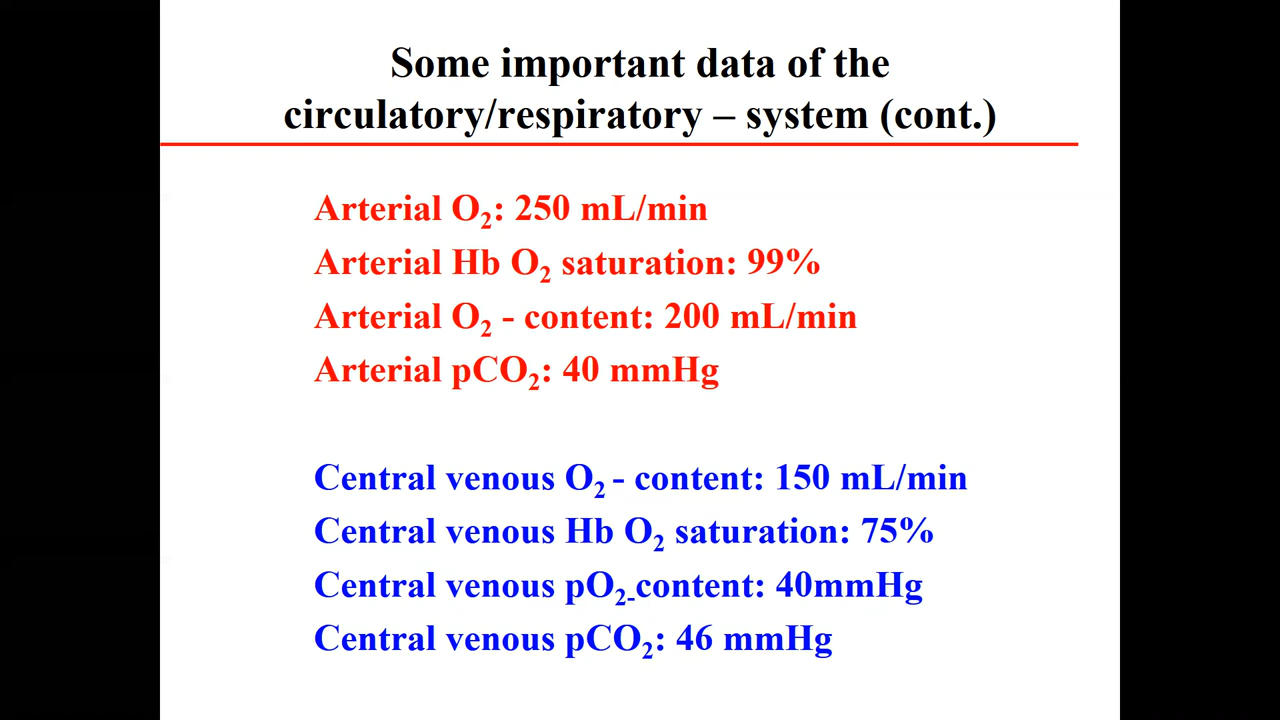 Some important data of the
circulatory/respiratory – system (cont.)
Arterial O2: 250 mL/min
Arterial Hb O2 saturation: 99%
Arterial O2 - content: 200 mL/min
Arterial pCO2: 40 mmHg
Central venous O2 - content: 150 mL/min
Central venous Hb O2 saturation: 75%
Central venous pO2-content: 40mmHg
Central venous pCO2: 46 mmHg